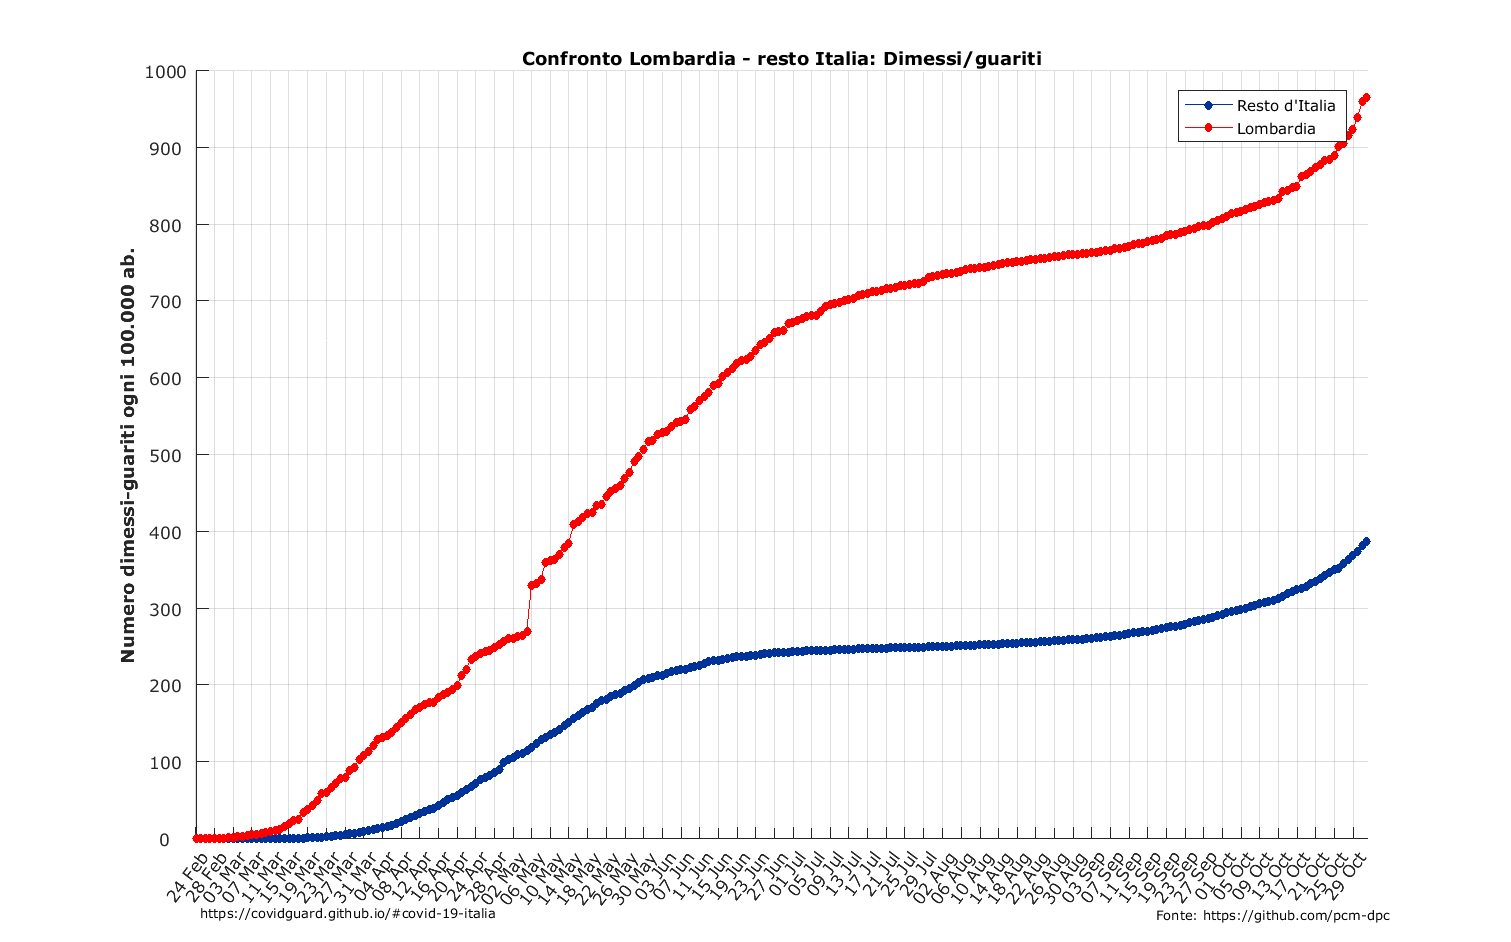 Confronto Lombardia - resto Italia: Dimessi/guariti
Numero dimessi-guariti ogni 100.000 ab.
1000
900
800
700
600
500
400
300
200
100
0
Resto d'Italia
Lombardia
24 Feb
28 Feb
03 Mar
07 Mar
11 Mar
15 Mar
19 Mar
23 Mar
27 Mar
31 Mar
04 Apr
08 Apr
12 Apr
16 Apr
20 Apr
24 Apr
28 Apr
02 May
06 May
10 May
14 May
18 May
22 May
26 May
30 May
03 Jun
07 Jun
11 Jun
15 Jun
19 Jun
23 Jun
27 Jun
01 Jul
05 Jul
09 Jul
13 Jul
17 Jul
21 Jul
25 Jul
29 Jul
02 Aug
06 Aug
10 Aug
14 Aug
18 Aug
22 Aug
26 Aug
30 Aug
03 Sep
07 Sep
11 Sep
15 Sep
19 Sep
23 Sep
27 Sep
01 Oct
05 Oct
09 Oct
13 Oct
17 Oct
21 Oct
25 Oct
29 Oct
https://covidguard.github.io/#covid-19-italia
Fonte: https://github.com/pcm-dpc